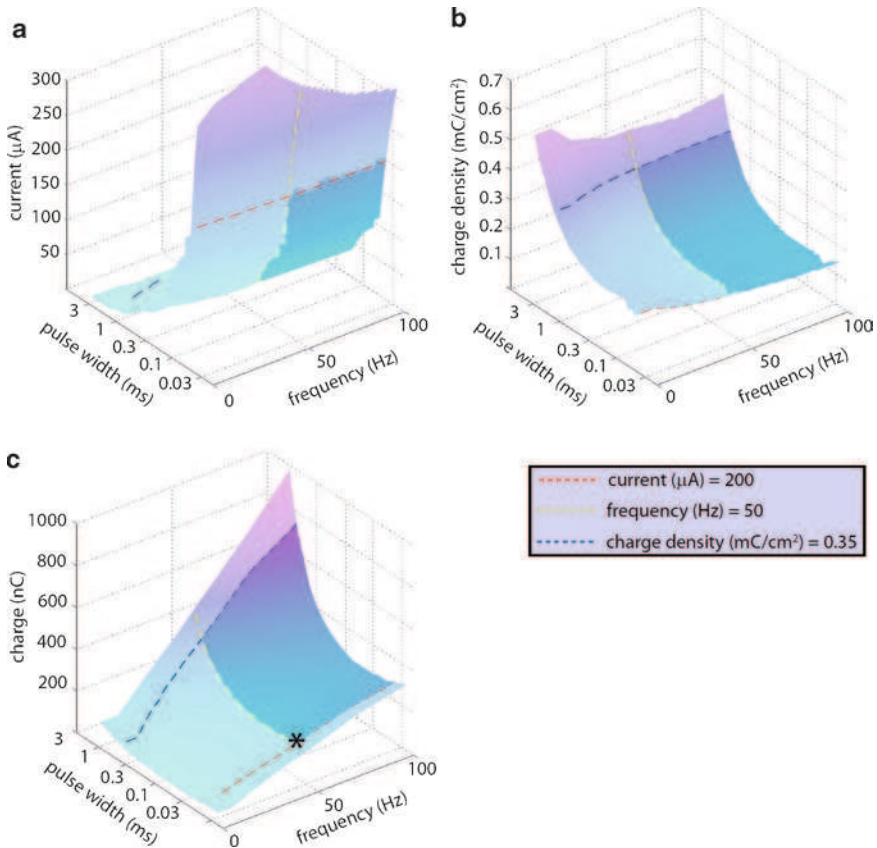 a
300
250
200
150
100
50
current (μA)
3
1
0.3
0.1
0.03
pulse width (ms)
0
50
100
frequency (Hz)
b
0.7
0.6
0.5
0.4
0.3
0.2
0.1
charge density (mC/cm²)
3
1
0.3
0.1
0.03
pulse width (ms)
0
50
100
frequency (Hz)
c
1000
800
600
400
200
charge (nC)
3
1
0.3
0.1
0.03
pulse width (ms)
0
50
100
frequency (Hz)
*
current (μA) = 200
frequency (Hz) = 50
charge density (mC/cm²) = 0.35